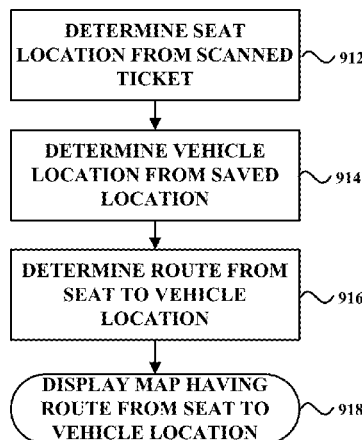 DETERMINE SEAT
LOCATION FROM SCANNED
TICKET
912
DETERMINE VEHICLE
LOCATION FROM SAVED
LOCATION
914
DETERMINE ROUTE FROM
SEAT TO VEHICLE
LOCATION
916
DISPLAY MAP HAVING
ROUTE FROM SEAT TO
VEHICLE LOCATION
918